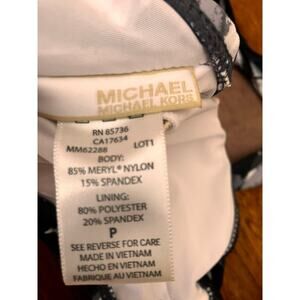 MICHAEL
MICHAEL KORS
RN 85736
CA17634
MM62288 LOT1
BODY:
85% MERYL® NYLON
15% SPANDEX
LINING:
80% POLYESTER
20% SPANDEX
P
SEE REVERSE FOR CARE
MADE IN VIETNAM
HECHO EN VIETNAM
FABRIQUE AU VIETNAM